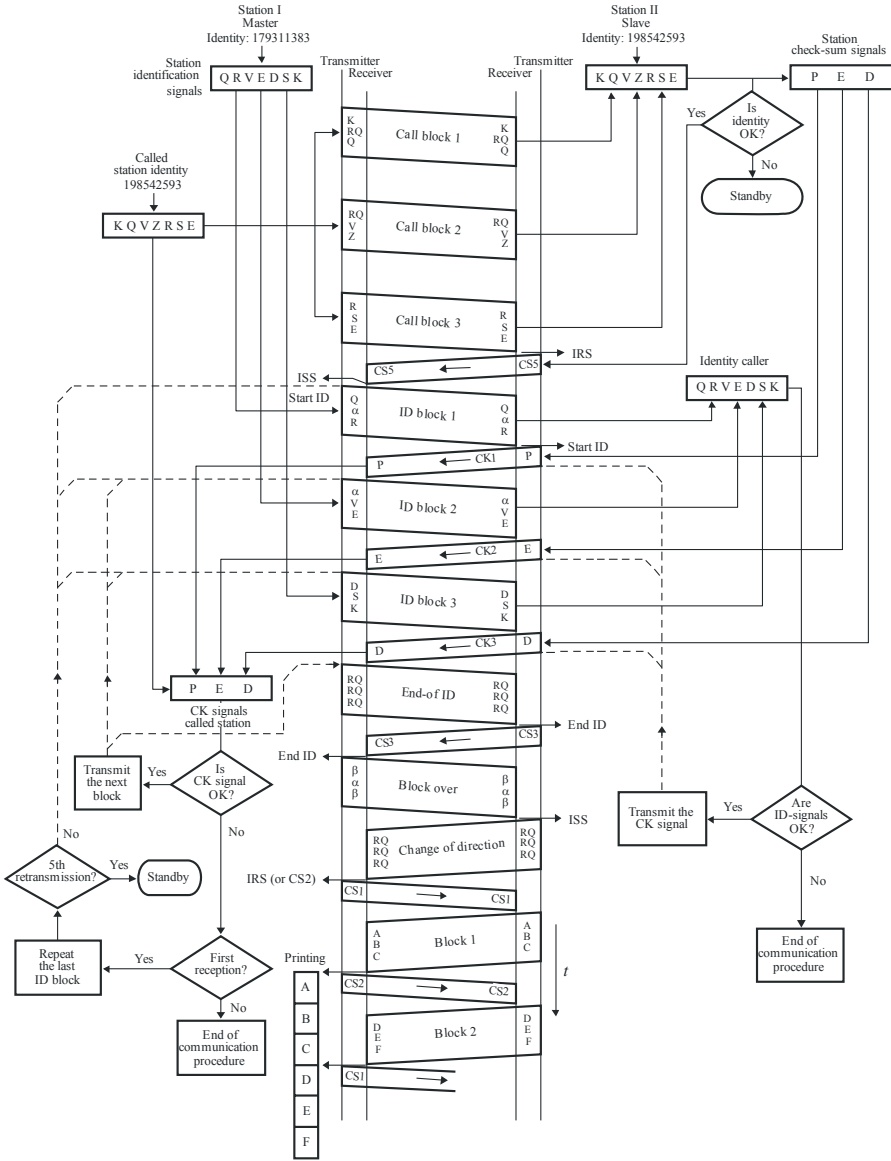 Station I
Master
Identity: 179311383
Station II
Slave
Identity: 198542593
Station
check-sum signals
Station
identification
signals
Q R V E D S K
Transmitter
Receiver
Receiver
Transmitter
K Q V Z R S E
P E D
K
RQ
Q
Call block 1
K
RQ
Q
Yes
Is
identity
OK?
No
Standby
Called
station identity
198542593
K Q V Z R S E
RQ
V
Z
Call block 2
RQ
V
Z
R
S
E
Call block 3
R
S
E
IRS
CS5
CS5
ISS
Identity caller
Q R V E D S K
Start ID
Q
α
R
ID block 1
Q
α
R
Start ID
P
CK1
P
α
V
E
ID block 2
α
V
E
E
CK2
E
D
S
K
ID block 3
D
S
K
D
CK3
D
P E D
CK signals
called station
RQ
RQ
RQ
End-of ID
RQ
RQ
RQ
End ID
CS3
CS3
End ID
Transmit
the next
block
Yes
Is
CK signal
OK?
No
β
α
β
Block over
β
α
β
ISS
Transmit the
CK signal
Yes
Are
ID-signals
OK?
No
RQ
RQ
RQ
Change of direction
RQ
RQ
RQ
No
5th
retransmission?
Yes
Standby
IRS (or CS2)
CS1
CS1
A
B
C
Block 1
A
B
C
End of
communication
procedure
Repeat
the last
ID block
Yes
First
reception?
No
End of
communication
procedure
Printing
A
B
C
D
E
F
CS2
CS2
t
D
E
F
Block 2
D
E
F
CS1